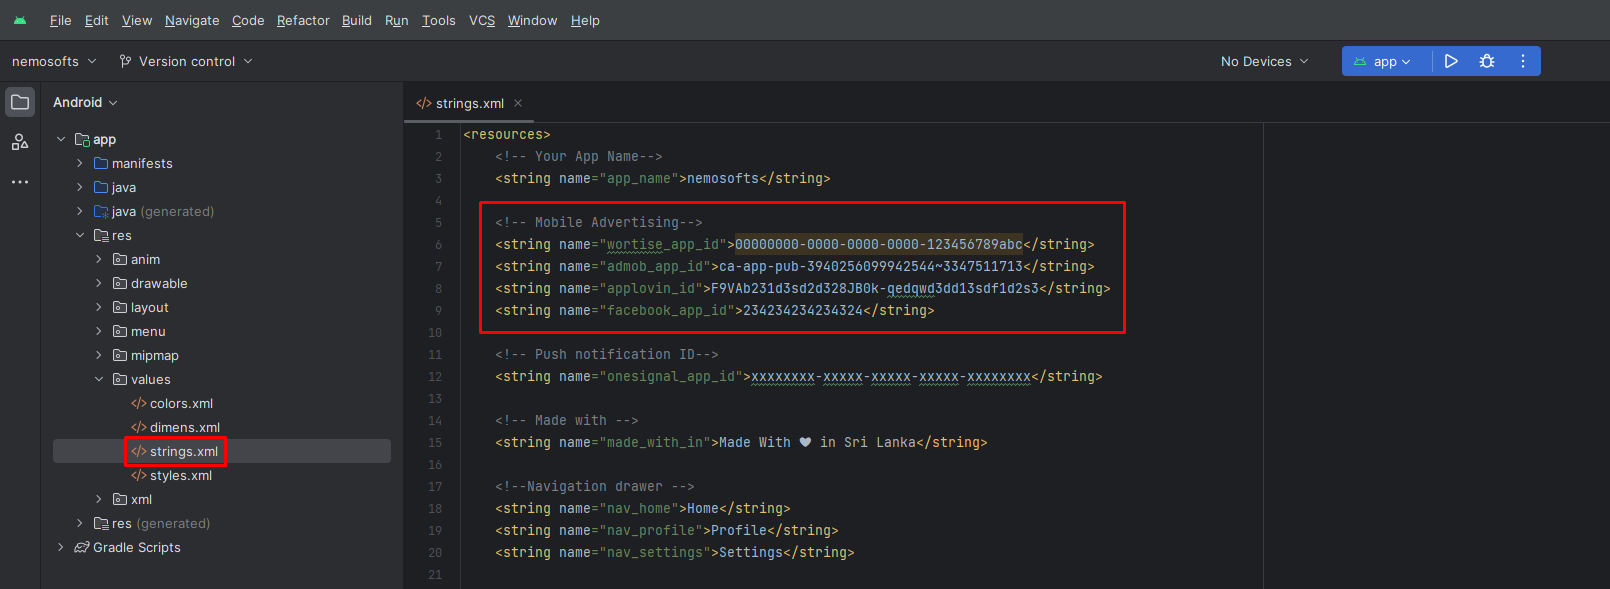 File Edit View Navigate Code Refactor Build Run Tools VCS Window Help
nemosofts Version control No Devices app
Android
app
manifests
java
java (generated)
res
anim
drawable
layout
menu
mipmap
values
colors.xml
dimens.xml
strings.xml
styles.xml
xml
res (generated)
Gradle Scripts
strings.xml
1 <resources>
2 <!-- Your App Name-->
3 <string name="app_name">nemosofts</string>
4
5 <!-- Mobile Advertising-->
6 <string name="wortise_app_id">00000000-0000-0000-0000-123456789abc</string>
7 <string name="admob_app_id">ca-app-pub-3940256099942544~3347511713</string>
8 <string name="applovin_id">F9VAb231d3sd2d328JB0k-qedqwd3dd13sdf1d2s3</string>
9 <string name="facebook_app_id">234234234234324</string>
10
11 <!-- Push notification ID-->
12 <string name="onesignal_app_id">xxxxxxxx-xxxxx-xxxxx-xxxxx-xxxxxxxx</string>
13
14 <!-- Made with -->
15 <string name="made_with_in">Made With ♥ in Sri Lanka</string>
16
17 <!--Navigation drawer -->
18 <string name="nav_home">Home</string>
19 <string name="nav_profile">Profile</string>
20 <string name="nav_settings">Settings</string>
21